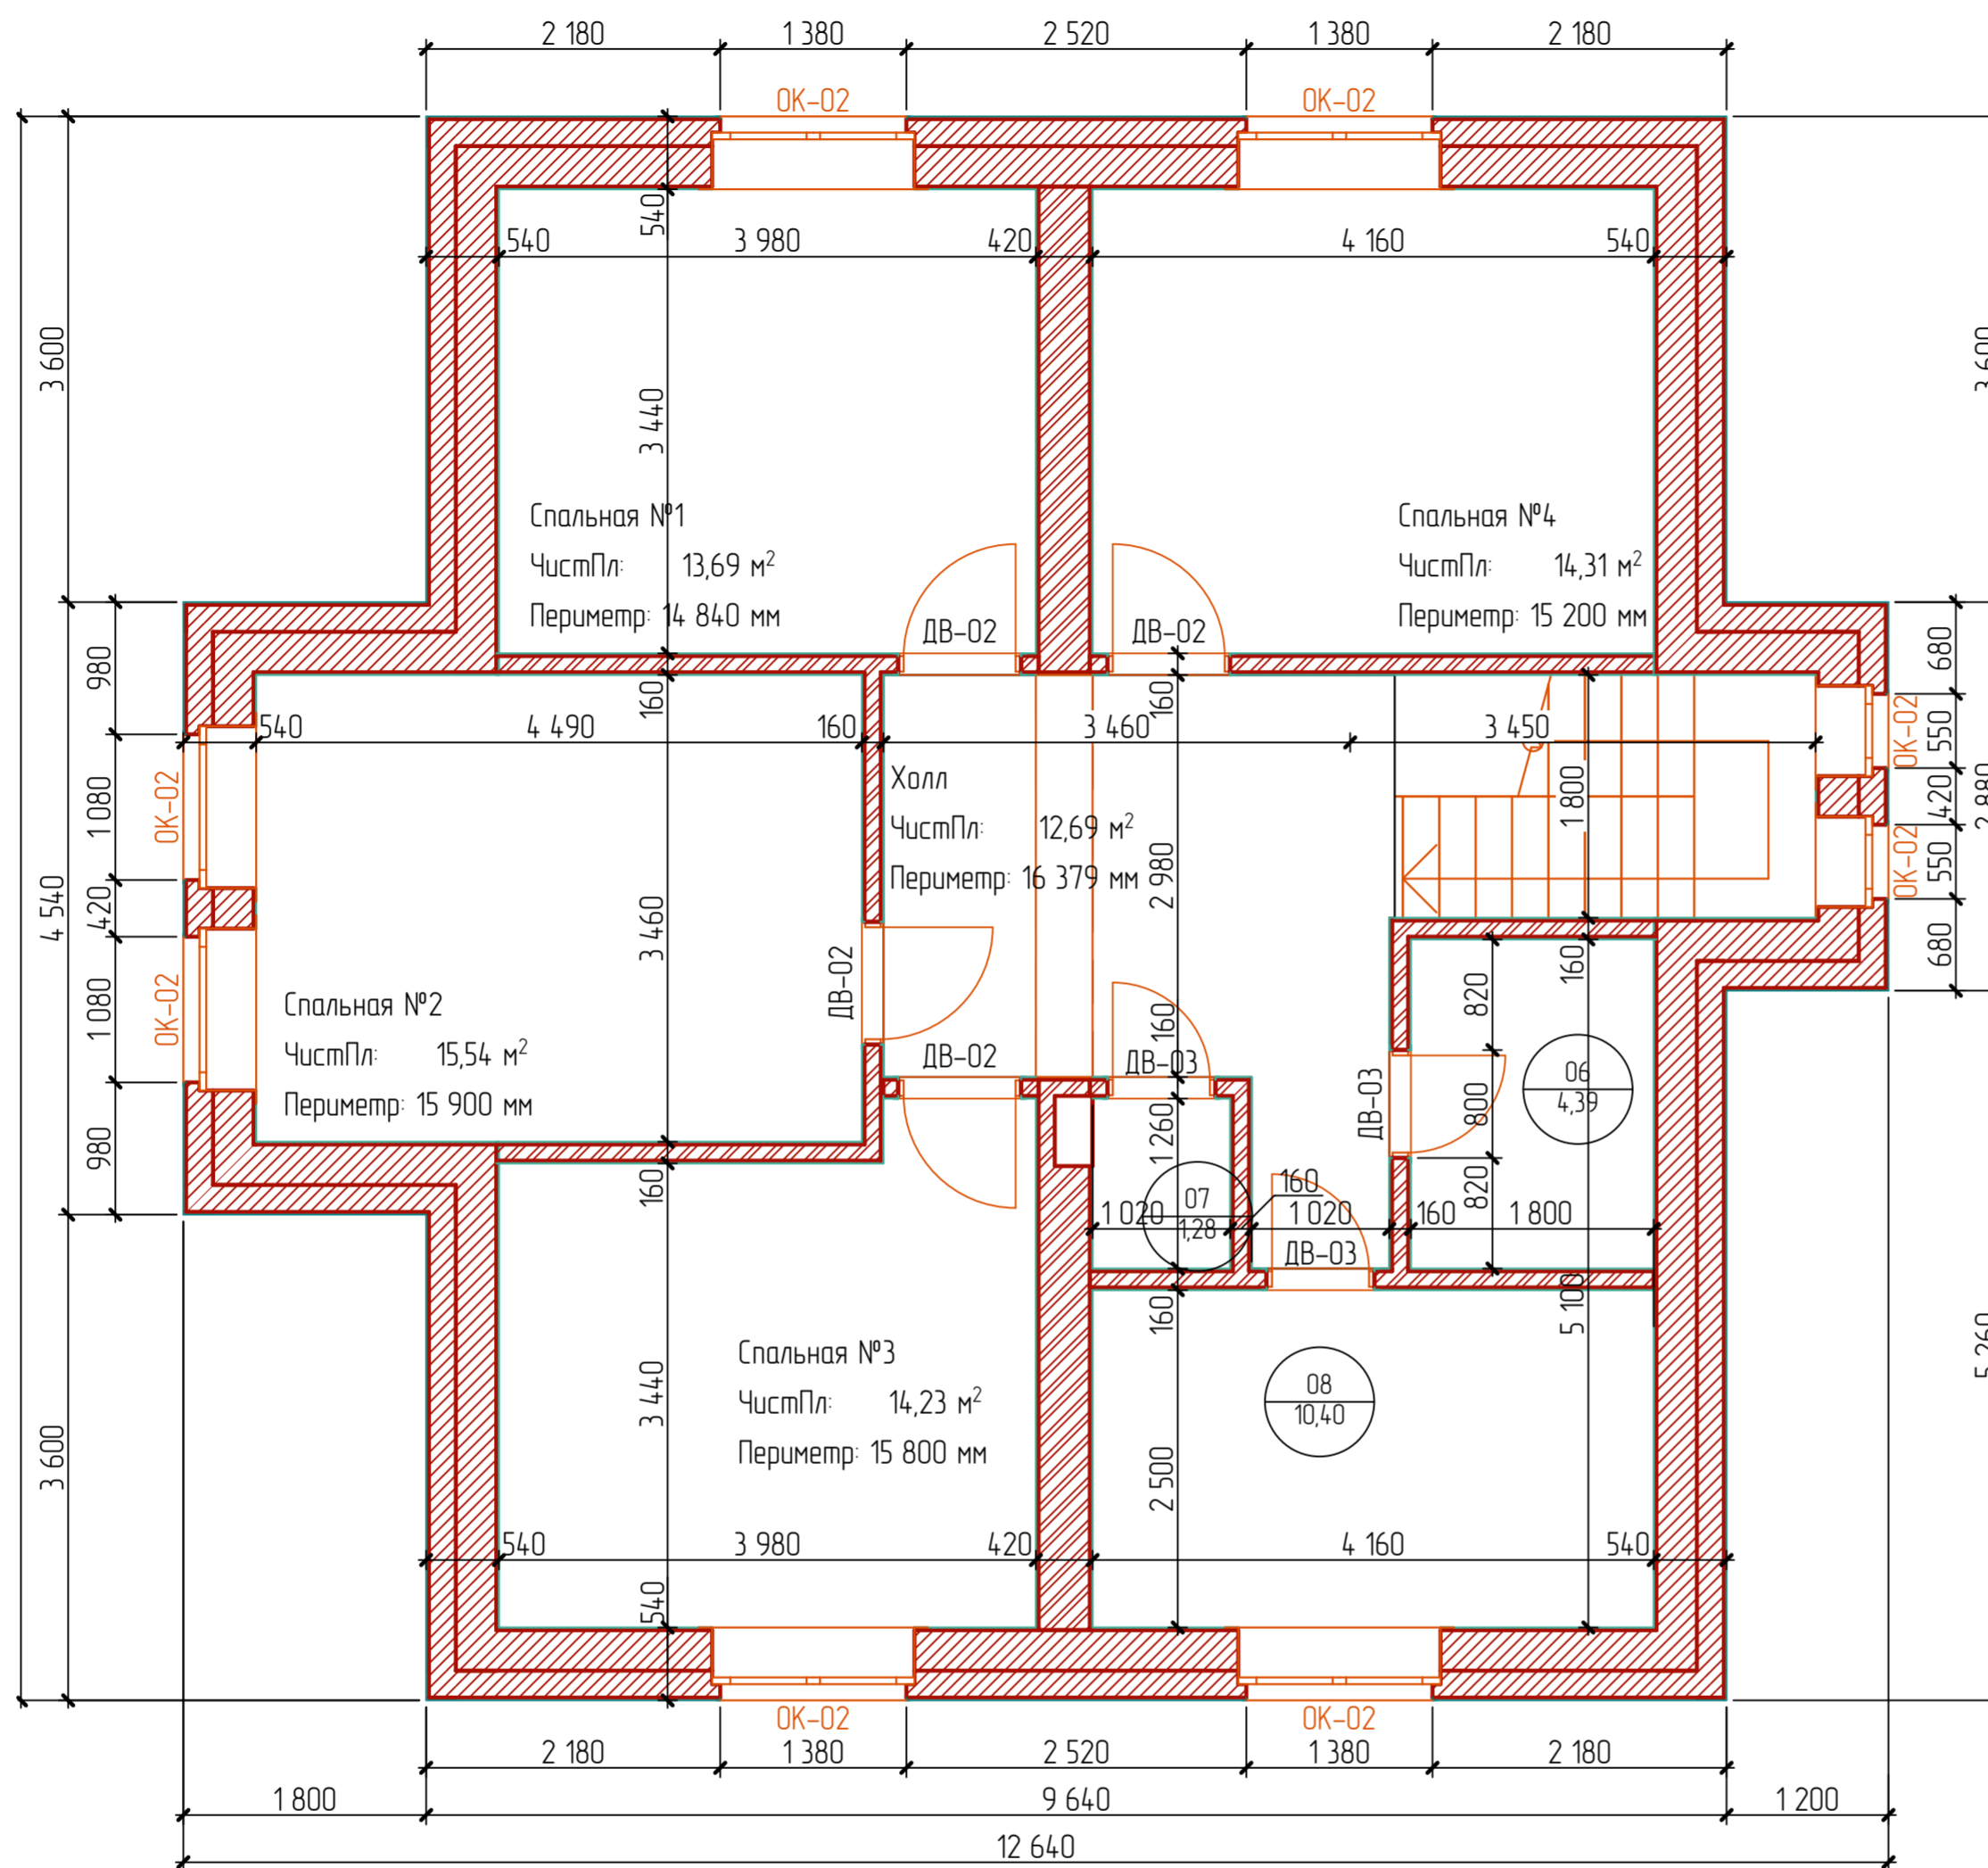 2 180 1 380 2 520 1 380 2 180
ОК-02 ОК-02
540
540 3 980 420 4 160 540
3 600 3 600
3 440
Спальная №1
ЧистПл: 13,69 м²
Периметр: 14 840 мм
Спальная №4
ЧистПл: 14,31 м²
Периметр: 15 200 мм
ДВ-02 ДВ-02
980 160 160 680
540 4 490 160 3 460 3 450
ОК-02 550
Холл
ЧистПл: 12,69 м²
Периметр: 16 379 мм
1 080 ОК-02 1 800 420 2 880
4 540 420 3 460 2 980 ОК-02 550
680
ДВ-02 160 820 160
1 080 ОК-02
Спальная №2
ЧистПл: 15,54 м²
Периметр: 15 900 мм
ДВ-02 ДВ-03
ДВ-03 800
06
4,39
980 160 1 260 820
160
07
1,28
1 020 1 020 160 1 800
ДВ-03
160 5 100
Спальная №3
ЧистПл: 14,23 м²
Периметр: 15 800 мм
3 440
08
10,40
3 600 2 500 5 260
540 3 980 420 4 160 540
540
ОК-02 ОК-02
2 180 1 380 2 520 1 380 2 180
1 800 9 640 1 200
12 640